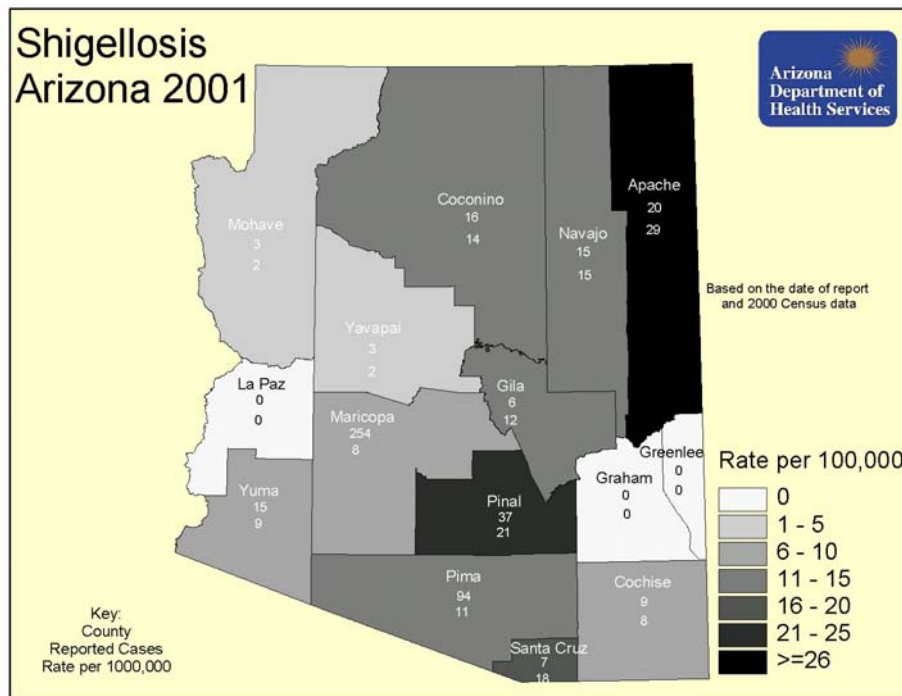 Shigellosis
Arizona 2001
Arizona
Department of
Health Services
Apache
20
29
Coconino
16
14
Navajo
15
15
Mohave
3
2
Based on the date of report
and 2000 Census data
Yavapai
3
2
La Paz
0
0
Gila
6
12
Maricopa
254
8
Greenlee
0
0
Graham
0
0
Yuma
15
9
Pinal
37
21
Pima
94
11
Cochise
9
8
Santa Cruz
7
18
Rate per 100,000
0
1 - 5
6 - 10
11 - 15
16 - 20
21 - 25
>=26
Key:
County
Reported Cases
Rate per 1000,000